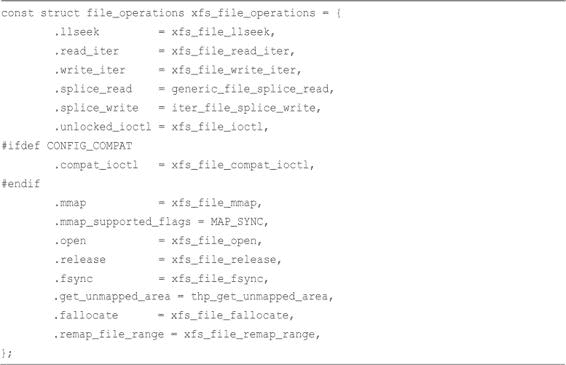 const struct file_operations xfs_file_operations = {
        .llseek         = xfs_file_llseek,
        .read_iter      = xfs_file_read_iter,
        .write_iter     = xfs_file_write_iter,
        .splice_read    = generic_file_splice_read,
        .splice_write   = iter_file_splice_write,
        .unlocked_ioctl = xfs_file_ioctl,
#ifdef CONFIG_COMPAT
        .compat_ioctl   = xfs_file_compat_ioctl,
#endif
        .mmap           = xfs_file_mmap,
        .mmap_supported_flags = MAP_SYNC,
        .open           = xfs_file_open,
        .release        = xfs_file_release,
        .fsync          = xfs_file_fsync,
        .get_unmapped_area = thp_get_unmapped_area,
        .fallocate      = xfs_file_fallocate,
        .remap_file_range = xfs_file_remap_range,
};